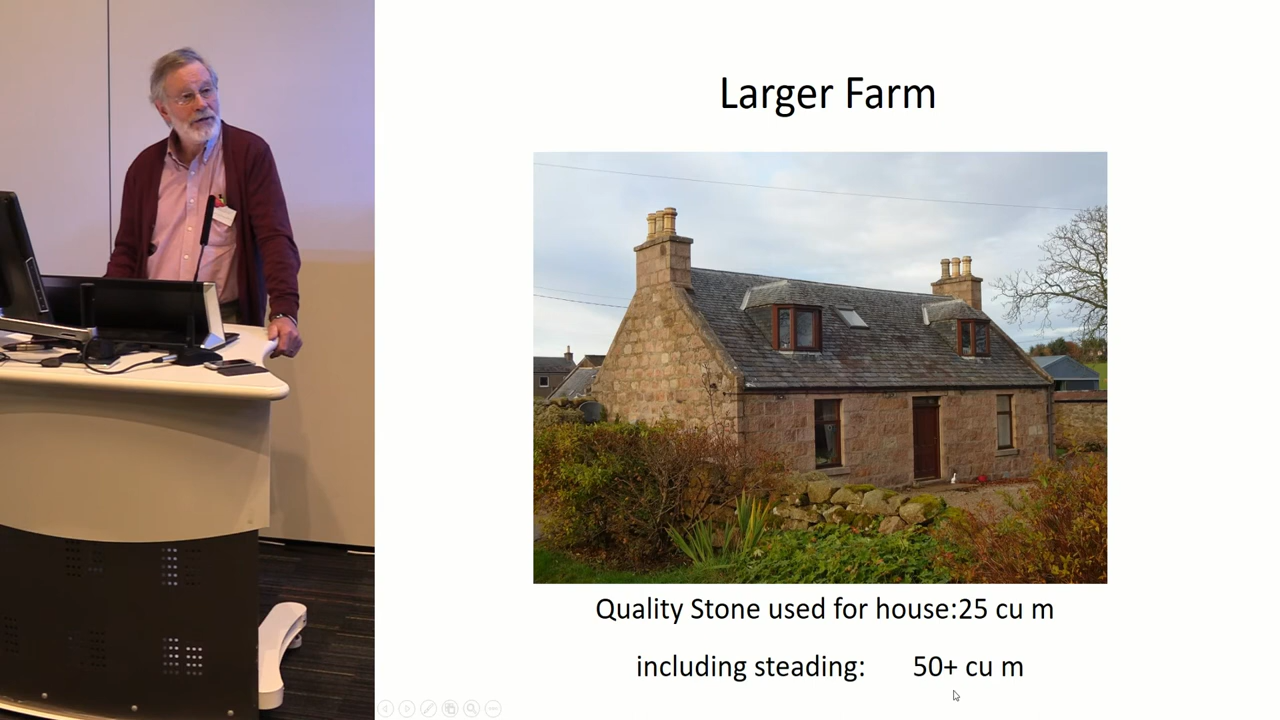 Larger Farm
Quality Stone used for house:25 cu m
including steading: 50+ cu m